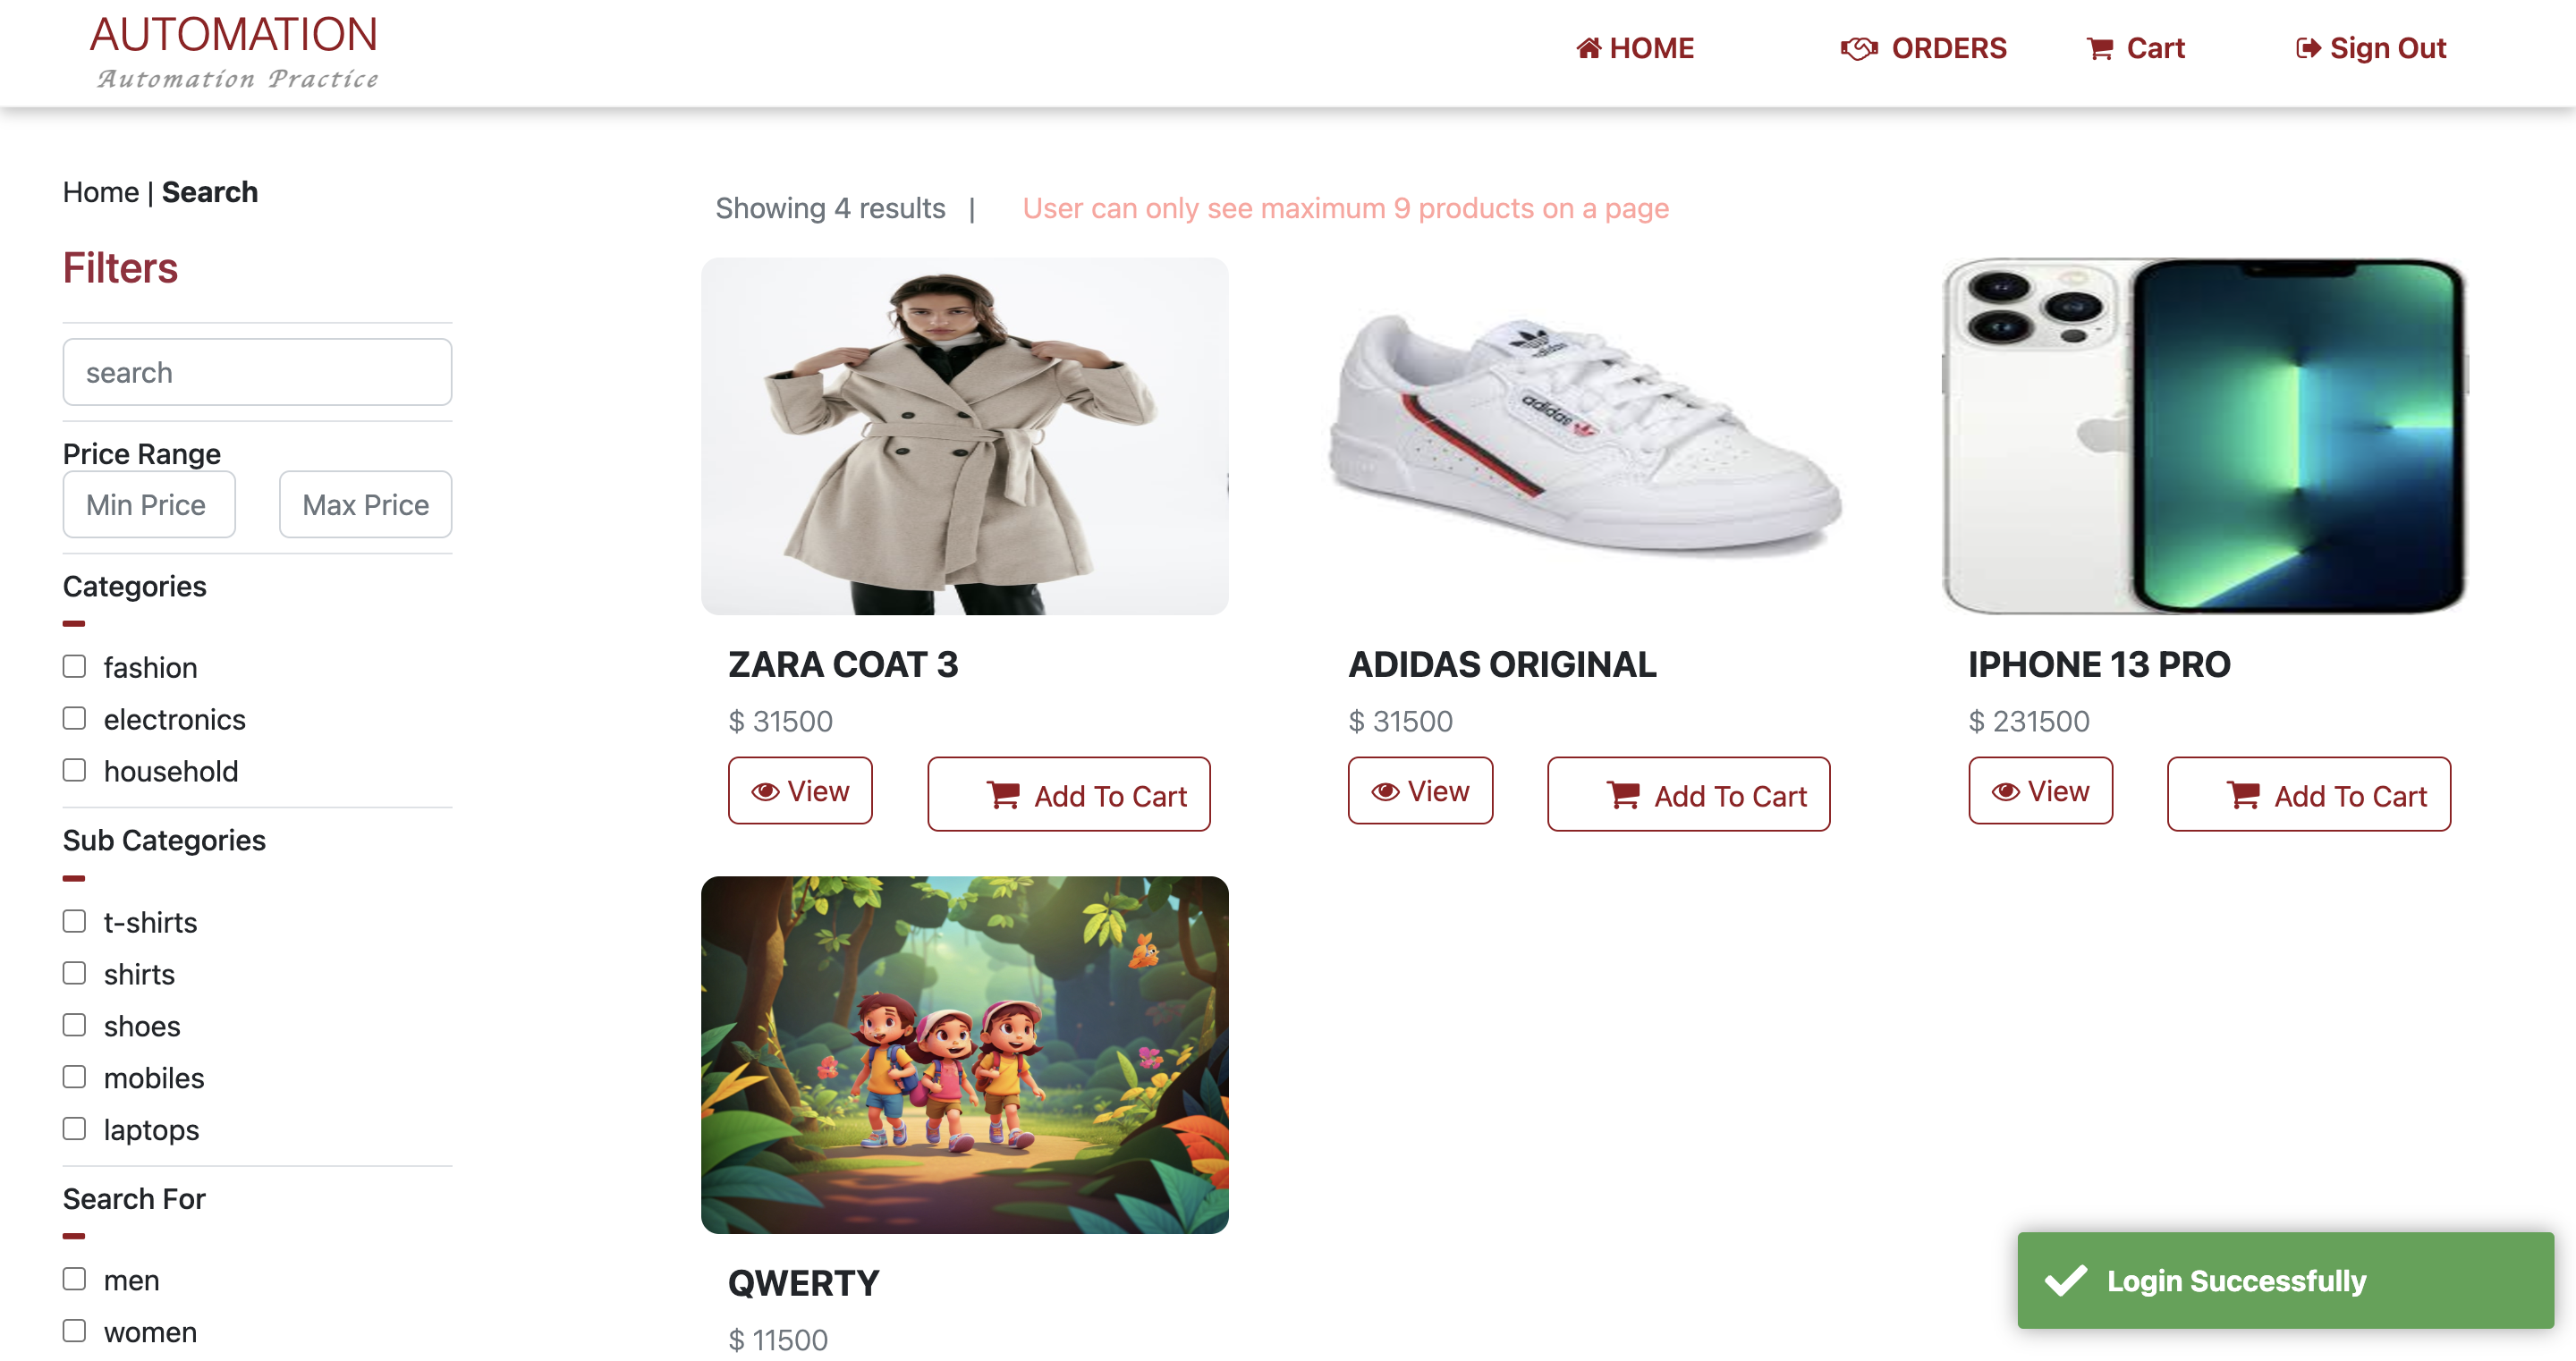 AUTOMATION
Automation Practice
HOME
ORDERS
Cart
Sign Out
Home | Search
Showing 4 results |
User can only see maximum 9 products on a page
Filters
search
Price Range
Min Price
Max Price
Categories
fashion
electronics
household
Sub Categories
t-shirts
shirts
shoes
mobiles
laptops
Search For
men
women
adidas
ZARA COAT 3
$ 31500
View
Add To Cart
ADIDAS ORIGINAL
$ 31500
View
Add To Cart
IPHONE 13 PRO
$ 231500
View
Add To Cart
QWERTY
$ 11500
Login Successfully